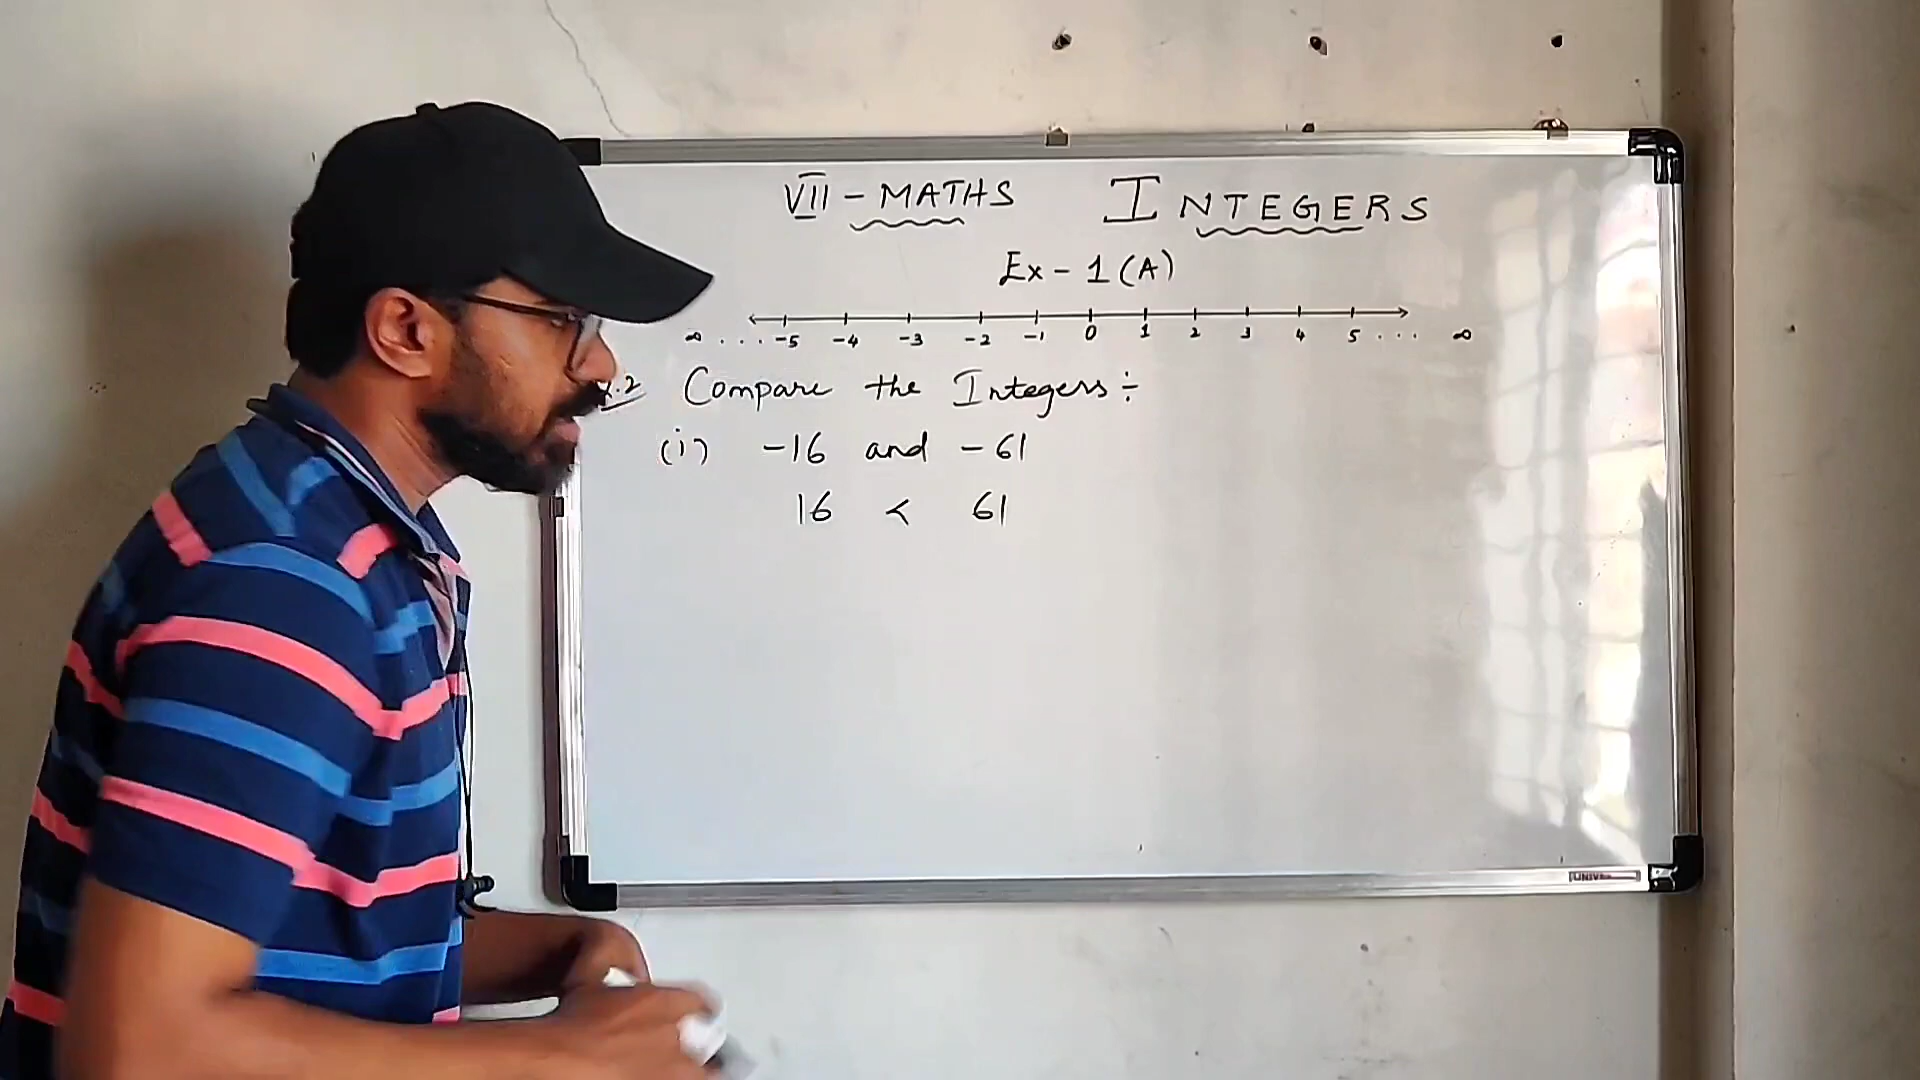 VII - MATHS INTEGERS
Ex - 1 (A)
∞ . . . . -5 -4 -3 -2 -1 0 1 2 3 4 5 . . . ∞
.2 Compare the Integers ÷
(i) -16 and -61
16 < 61